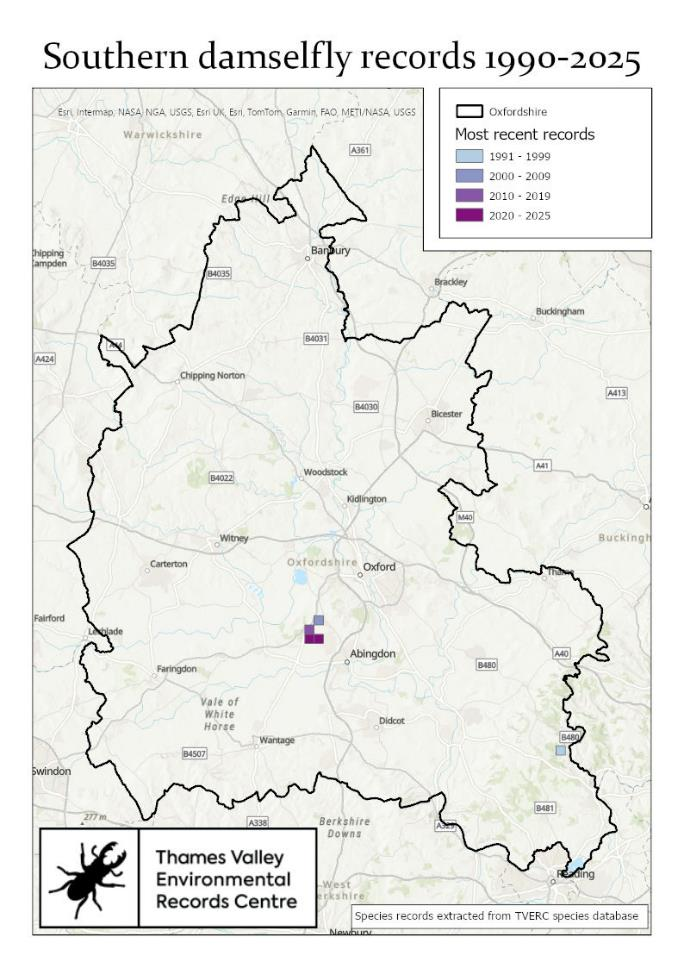 Southern damselfly records 1990-2025
Esri, Intermap, NASA, NGA, USGS, Esri UK, Esri, TomTom, Garmin, FAO, METI/NASA, USGS
Oxfordshire
Most recent records
1991 - 1999
2000 - 2009
2010 - 2019
2020 - 2025
Warwickshire
A361
Edge Hill
Banbury
Chipping
Campden
B4035
B4035
Brackley
Buckingham
B4031
A44
A424
Chipping Norton
A413
B4030
Bicester
A41
B4022
Woodstock
Kidlington
M40
Witney
Buckingh
Oxfordshire
Carterton
Oxford
Thame
Fairford
Lechlade
Abingdon
A40
B480
Faringdon
Vale of
White
Horse
Didcot
B480
Wantage
B4507
Swindon
B481
277 m
A338
Berkshire
Downs
A329
Reading
West
erkshire
Newbury
Thames Valley
Environmental
Records Centre
Species records extracted from TVERC species database